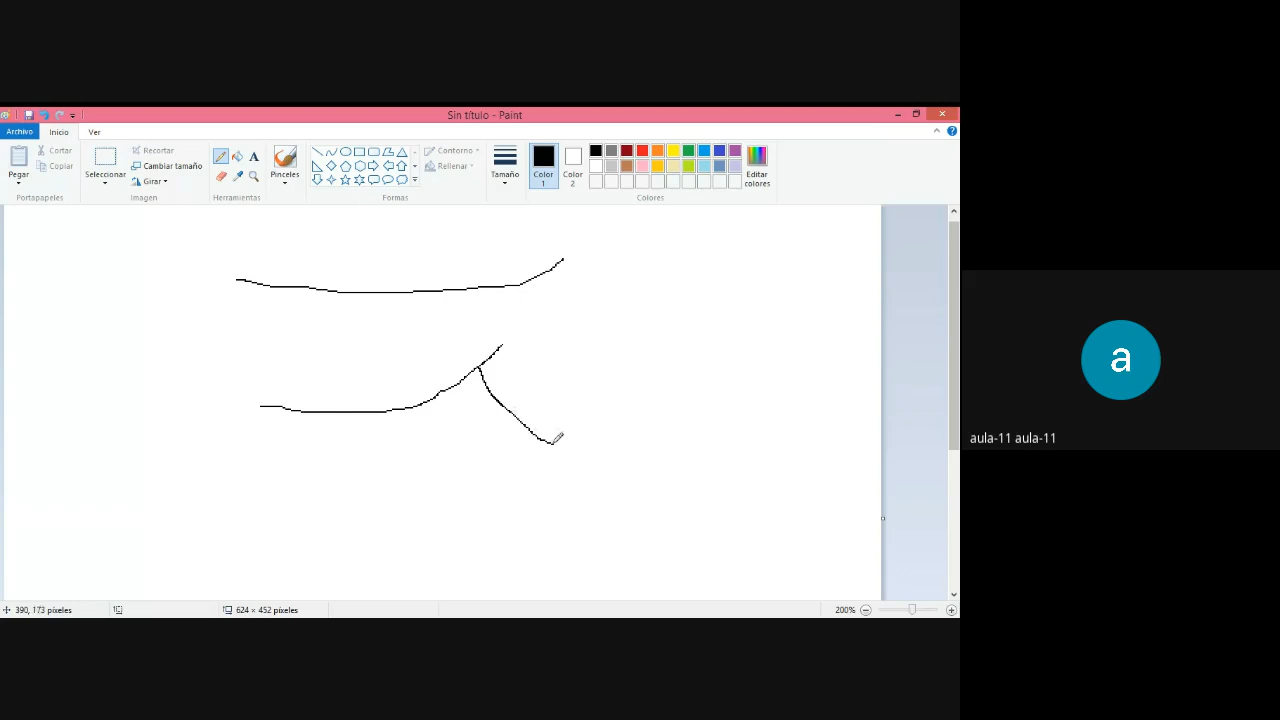 Sin título - Paint
Archivo Inicio Ver
Pegar
Cortar
Copiar
Portapapeles
Seleccionar
Recortar
Cambiar tamaño
Girar
Imagen
A
Herramientas
Pinceles
Contorno
Rellenar
Formas
Tamaño
Color
1
Color
2
Editar
colores
Colores
a
aula-11 aula-11
390, 173 píxeles
624 × 452 píxeles
200%